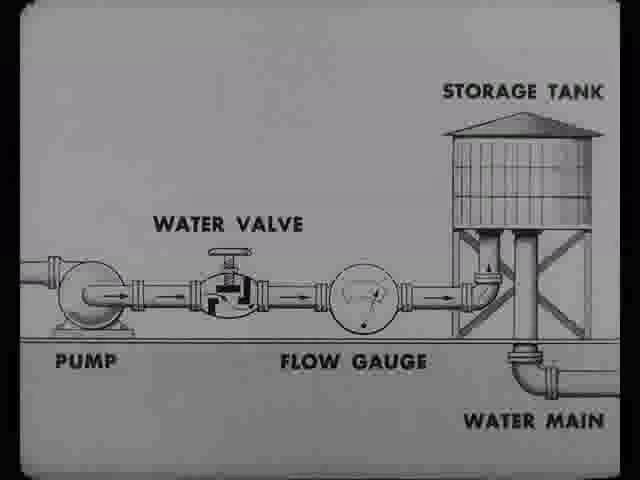 STORAGE TANK
WATER VALVE
PUMP
FLOW GAUGE
WATER MAIN